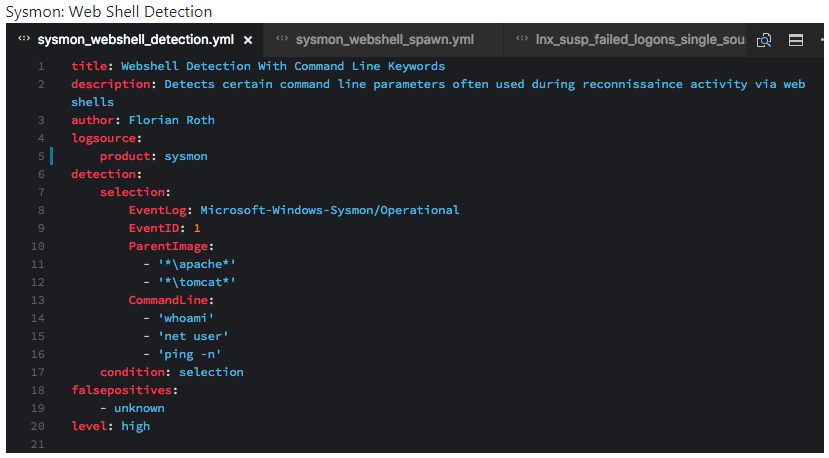 Sysmon: Web Shell Detection
sysmon_webshell_detection.yml × sysmon_webshell_spawn.yml lnx_susp_failed_logons_single_sou
1 title: Webshell Detection With Command Line Keywords
2 description: Detects certain command line parameters often used during reconnissaince activity via web
shells
3 author: Florian Roth
4 logsource:
5 product: sysmon
6 detection:
7 selection:
8 EventLog: Microsoft-Windows-Sysmon/Operational
9 EventID: 1
10 ParentImage:
11 - '*\apache*'
12 - '*\tomcat*'
13 CommandLine:
14 - 'whoami'
15 - 'net user'
16 - 'ping -n'
17 condition: selection
18 falsepositives:
19 - unknown
20 level: high
21